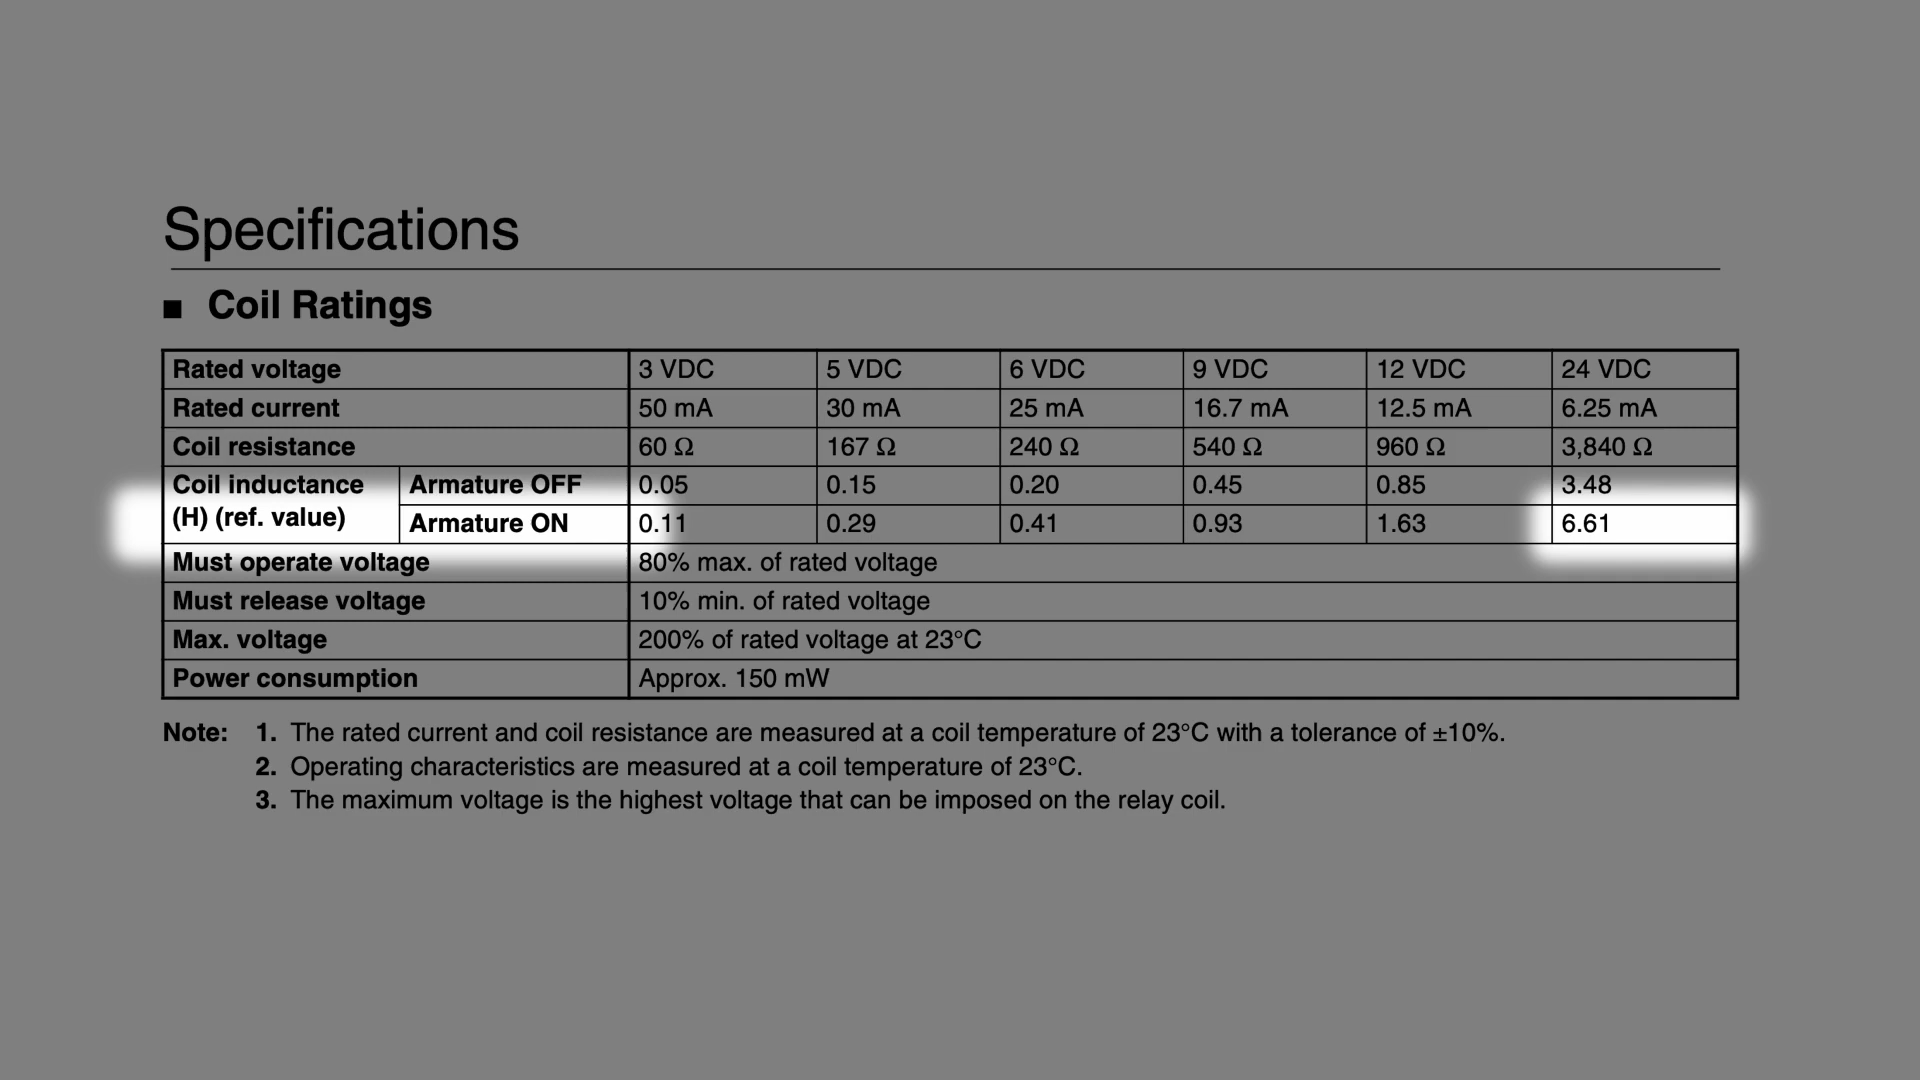 Specifications
■ Coil Ratings
Rated voltage 3 VDC 5 VDC 6 VDC 9 VDC 12 VDC 24 VDC
Rated current 50 mA 30 mA 25 mA 16.7 mA 12.5 mA 6.25 mA
Coil resistance 60 Ω 167 Ω 240 Ω 540 Ω 960 Ω 3,840 Ω
Coil inductance Armature OFF 0.05 0.15 0.20 0.45 0.85 3.48
(H) (ref. value) Armature ON 0.11 0.29 0.41 0.93 1.63 6.61
Must operate voltage 80% max. of rated voltage
Must release voltage 10% min. of rated voltage
Max. voltage 200% of rated voltage at 23°C
Power consumption Approx. 150 mW
Note: 1. The rated current and coil resistance are measured at a coil temperature of 23°C with a tolerance of ±10%.
2. Operating characteristics are measured at a coil temperature of 23°C.
3. The maximum voltage is the highest voltage that can be imposed on the relay coil.